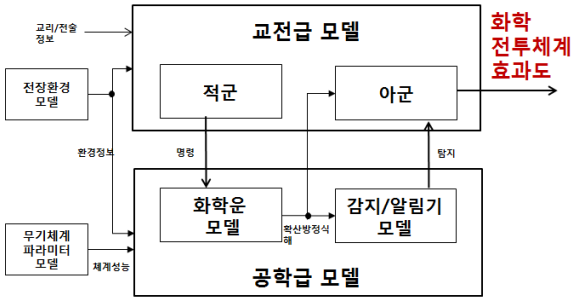 교리/전술
정보
교전급 모델
화학
전투체계
효과도
적군
아군
전장환경
모델
환경정보
명령
탐지
화학운
모델
확산방정식
해
감지/알림기
모델
무기체계
파라미터
모델
체계성능
공학급 모델